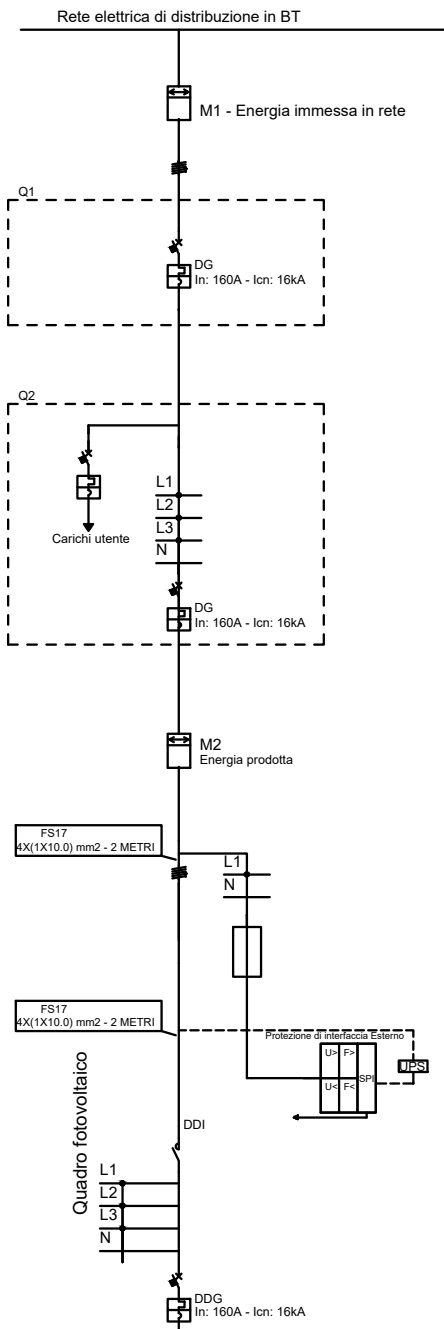 Rete elettrica di distribuzione in BT
M1 - Energia immessa in rete
Q1
DG
In: 160A - Icn: 16kA
Q2
L1
L2
L3
N
Carichi utente
DG
In: 160A - Icn: 16kA
M2
Energia prodotta
FS17
4X(1X10.0) mm2 - 2 METRI
L1
N
FS17
4X(1X10.0) mm2 - 2 METRI
Protezione di interfaccia Esterno
U> F>
SPI
U< F<
UPS
Quadro fotovoltaico
DDI
L1
L2
L3
N
DDG
In: 160A - Icn: 16kA